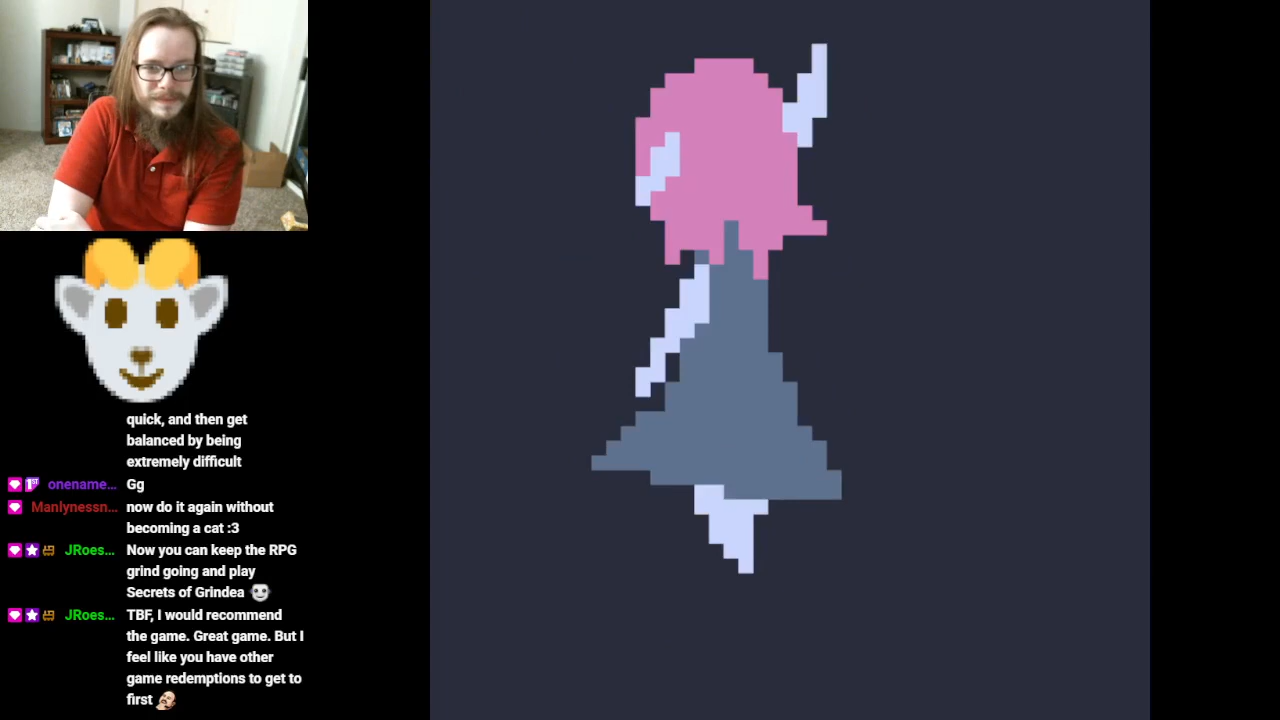 quick, and then get
balanced by being
extremely difficult
1ST onename... Gg
Manlynessn... now do it again without
becoming a cat :3
JRoes... Now you can keep the RPG
grind going and play
Secrets of Grindea
JRoes... TBF, I would recommend
the game. Great game. But I
feel like you have other
game redemptions to get to
first